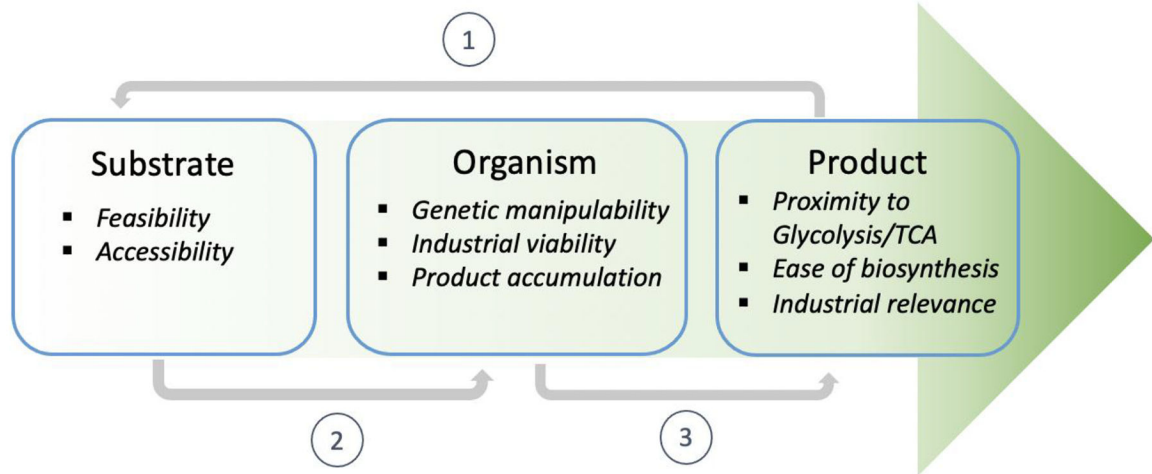 1
Substrate
▪ Feasibility
▪ Accessibility
Organism
▪ Genetic manipulability
▪ Industrial viability
▪ Product accumulation
Product
▪ Proximity to
Glycolysis/TCA
▪ Ease of biosynthesis
▪ Industrial relevance
2
3